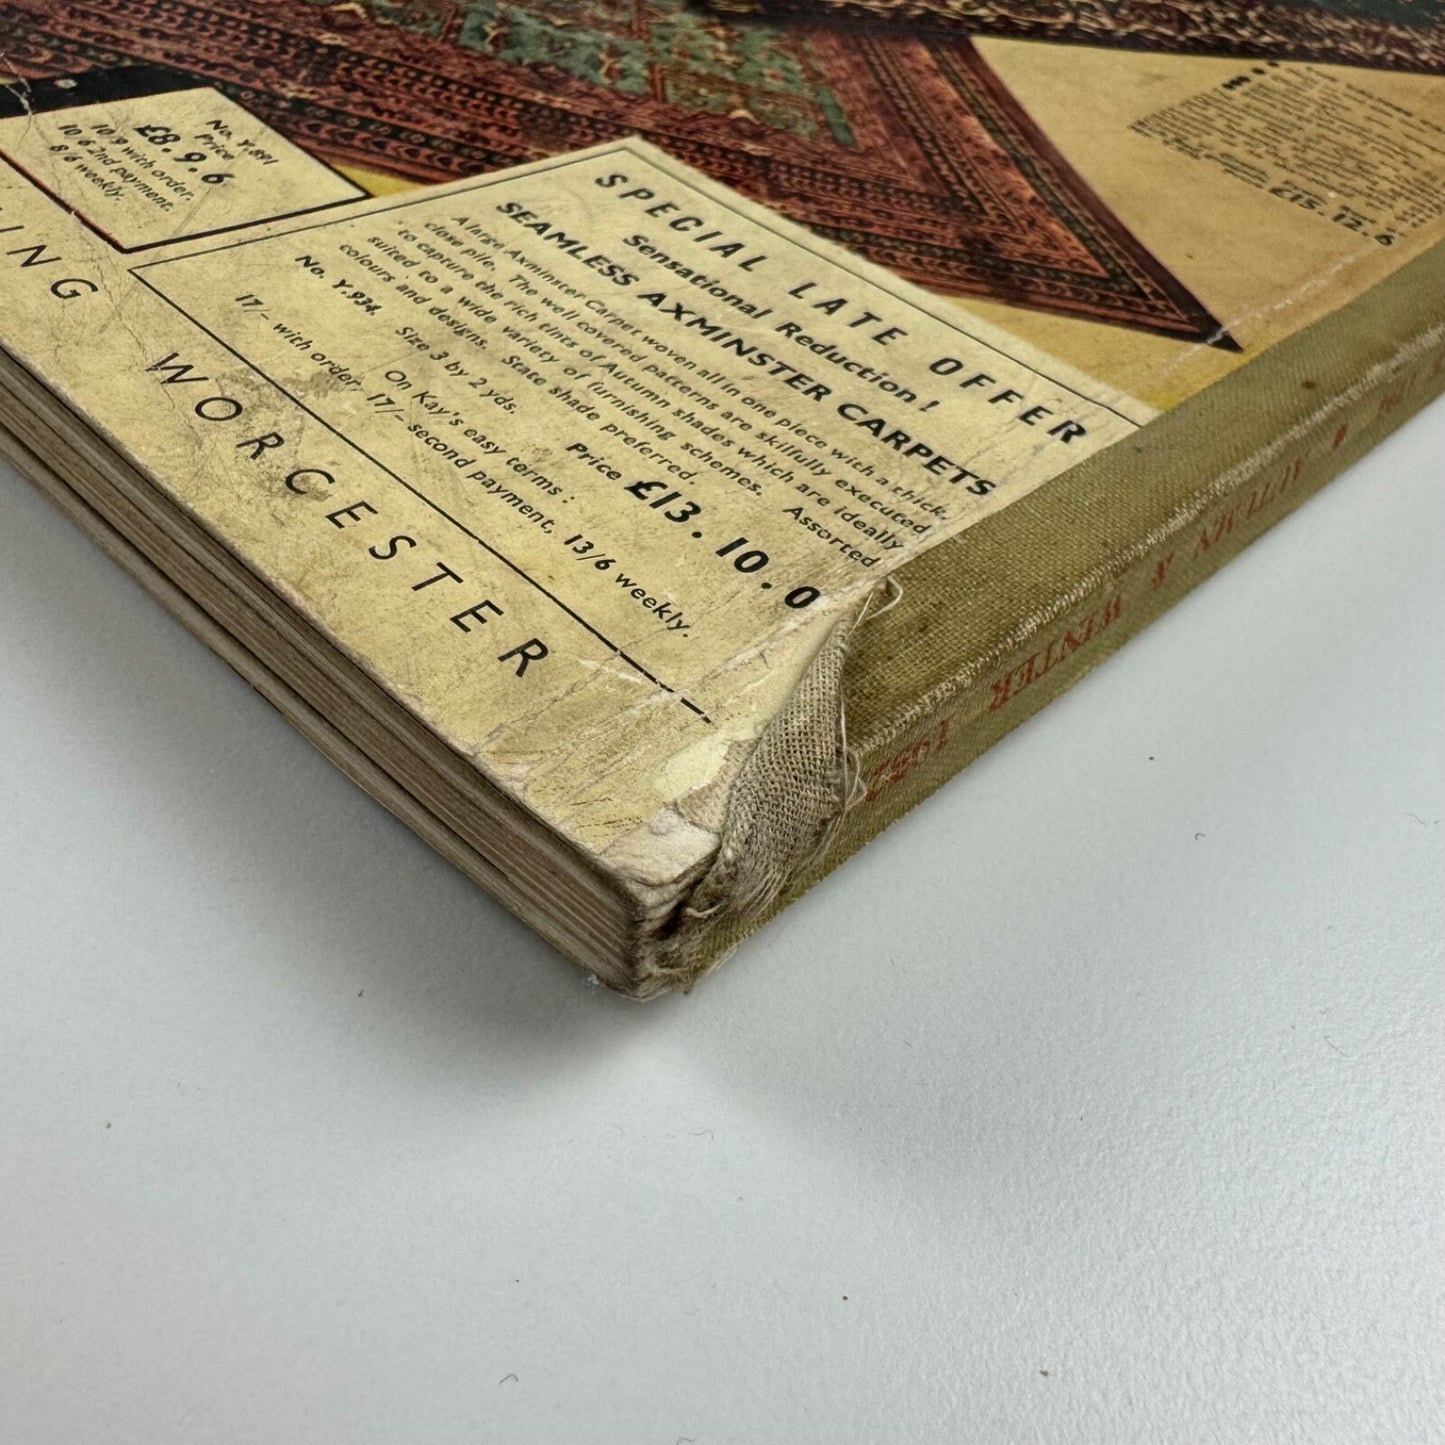 No. Y.891
Price
£8.9.6
10/9 with order.
10/6 2nd payment.
8/6 weekly.
£15.12.6
SPECIAL LATE OFFER
Sensational Reduction!
SEAMLESS AXMINSTER CARPETS
A large Axminster Carpet woven all in one piece with a thick,
close pile. The well covered patterns are skilfully executed
to capture the rich tints of Autumn shades which are ideally
suited to a wide variety of furnishing schemes. Assorted
colours and designs. State shade preferred.
No. Y.934. Size 3 by 2 yds. Price £13.10.0
On Kay's easy terms:
17/- with order, 17/- second payment, 13/6 weekly.
ING WORCESTER
AUTUMN & WINTER